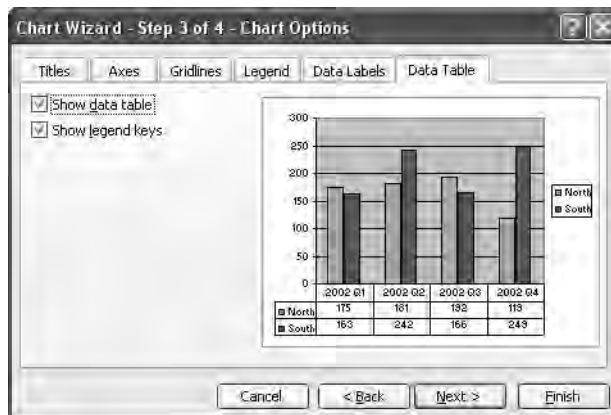 Chart Wizard - Step 3 of 4 - Chart Options
Titles Axes Gridlines Legend Data Labels Data Table
Show data table
Show legend keys
300
250
200
150
100
50
0
North
South
2002 Q1 2002 Q2 2002 Q3 2002 Q4
North 175 181 192 119
South 163 242 166 249
Cancel < Back Next > Finish